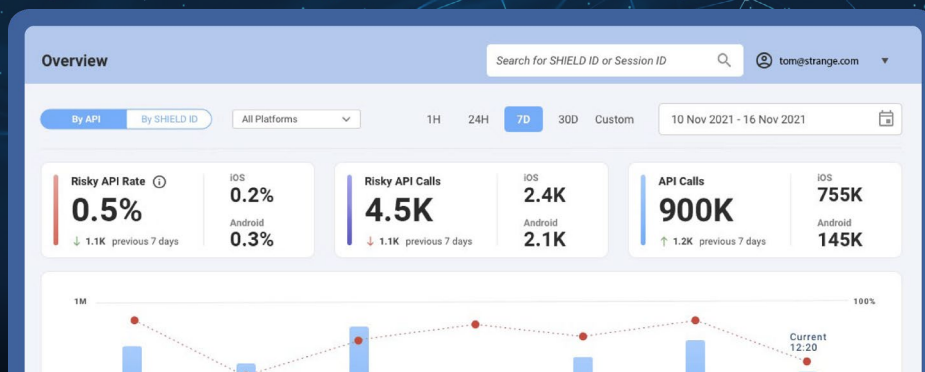 Overview
Search for SHIELD ID or Session ID
tom@strange.com
By API
By SHIELD ID
All Platforms
1H
24H
7D
30D
Custom
10 Nov 2021 - 16 Nov 2021
Risky API Rate
0.5%
↓ 1.1K previous 7 days
iOS
0.2%
Android
0.3%
Risky API Calls
4.5K
↓ 1.1K previous 7 days
iOS
2.4K
Android
2.1K
API Calls
900K
↑ 1.2K previous 7 days
iOS
755K
Android
145K
1M
100%
Current
12:20